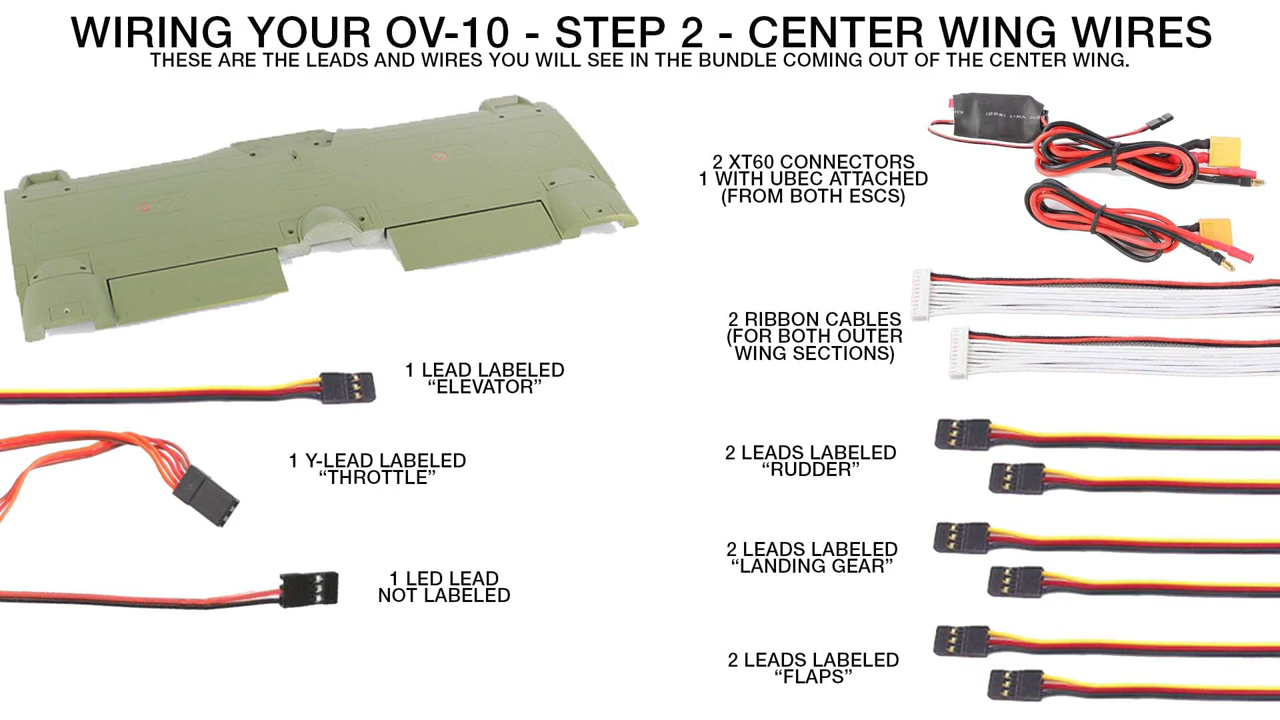 WIRING YOUR OV-10 - STEP 2 - CENTER WING WIRES
THESE ARE THE LEADS AND WIRES YOU WILL SEE IN THE BUNDLE COMING OUT OF THE CENTER WING.
2 XT60 CONNECTORS
1 WITH UBEC ATTACHED
(FROM BOTH ESCS)
2 RIBBON CABLES
(FOR BOTH OUTER
WING SECTIONS)
1 LEAD LABELED
“ELEVATOR”
1 Y-LEAD LABELED
“THROTTLE”
1 LED LEAD
NOT LABELED
2 LEADS LABELED
“RUDDER”
2 LEADS LABELED
“LANDING GEAR”
2 LEADS LABELED
“FLAPS”